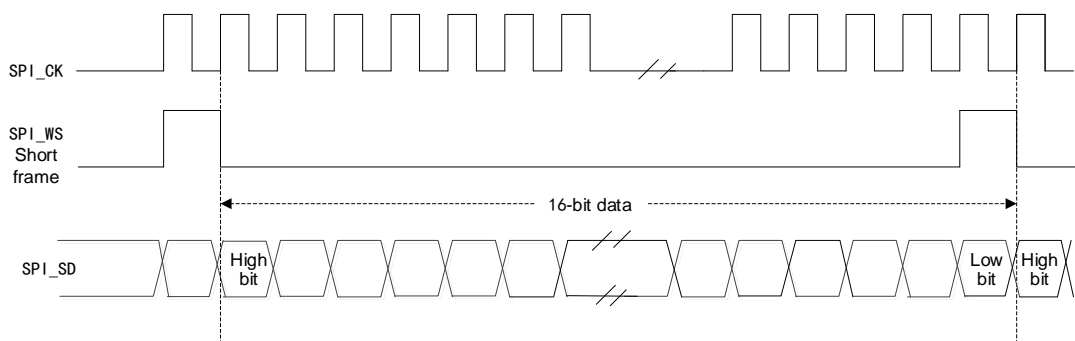 SPI_CK
SPI_WS
Short
frame
16-bit data
SPI_SD
High
bit
Low
bit
High
bit